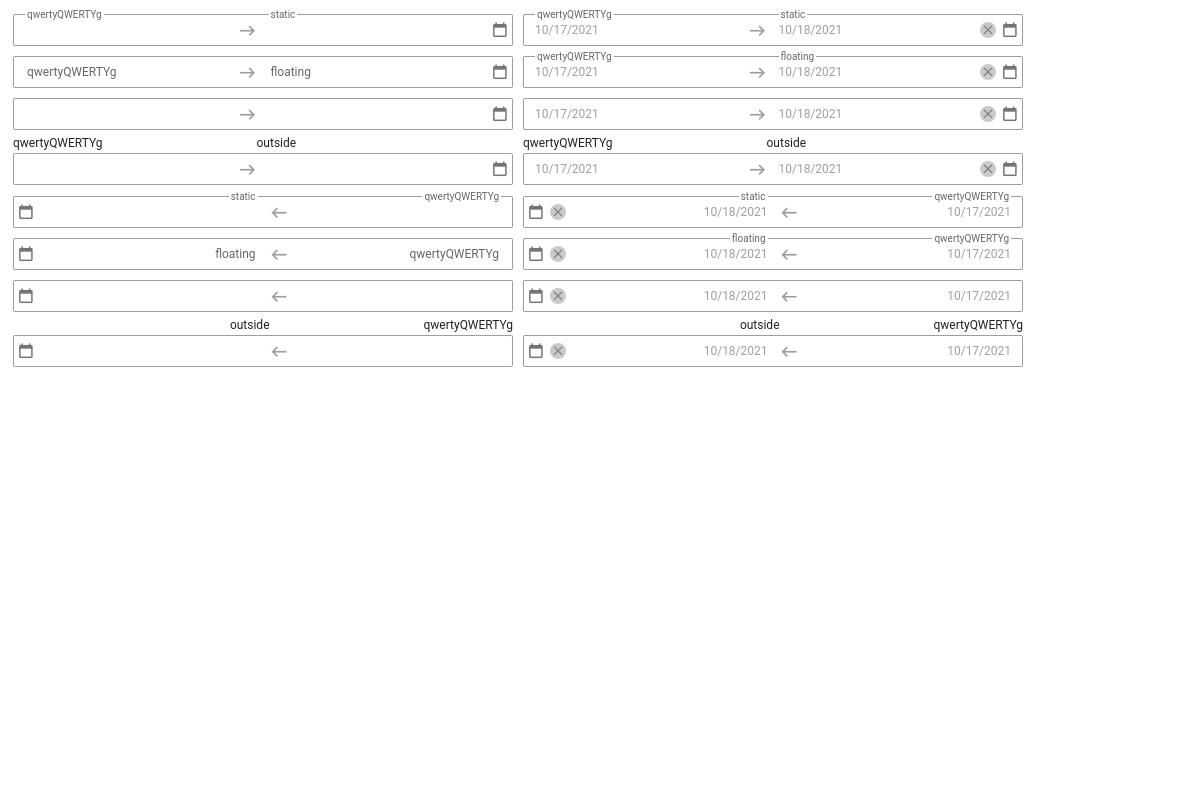 qwertyQWERTYg static qwertyQWERTYg static
10/17/2021 10/18/2021
qwertyQWERTYg floating
qwertyQWERTYg floating 10/17/2021 10/18/2021
10/17/2021 10/18/2021
qwertyQWERTYg outside qwertyQWERTYg outside
10/17/2021 10/18/2021
static qwertyQWERTYg static qwertyQWERTYg
10/18/2021 10/17/2021
floating qwertyQWERTYg
floating qwertyQWERTYg 10/18/2021 10/17/2021
10/18/2021 10/17/2021
outside qwertyQWERTYg outside qwertyQWERTYg
10/18/2021 10/17/2021